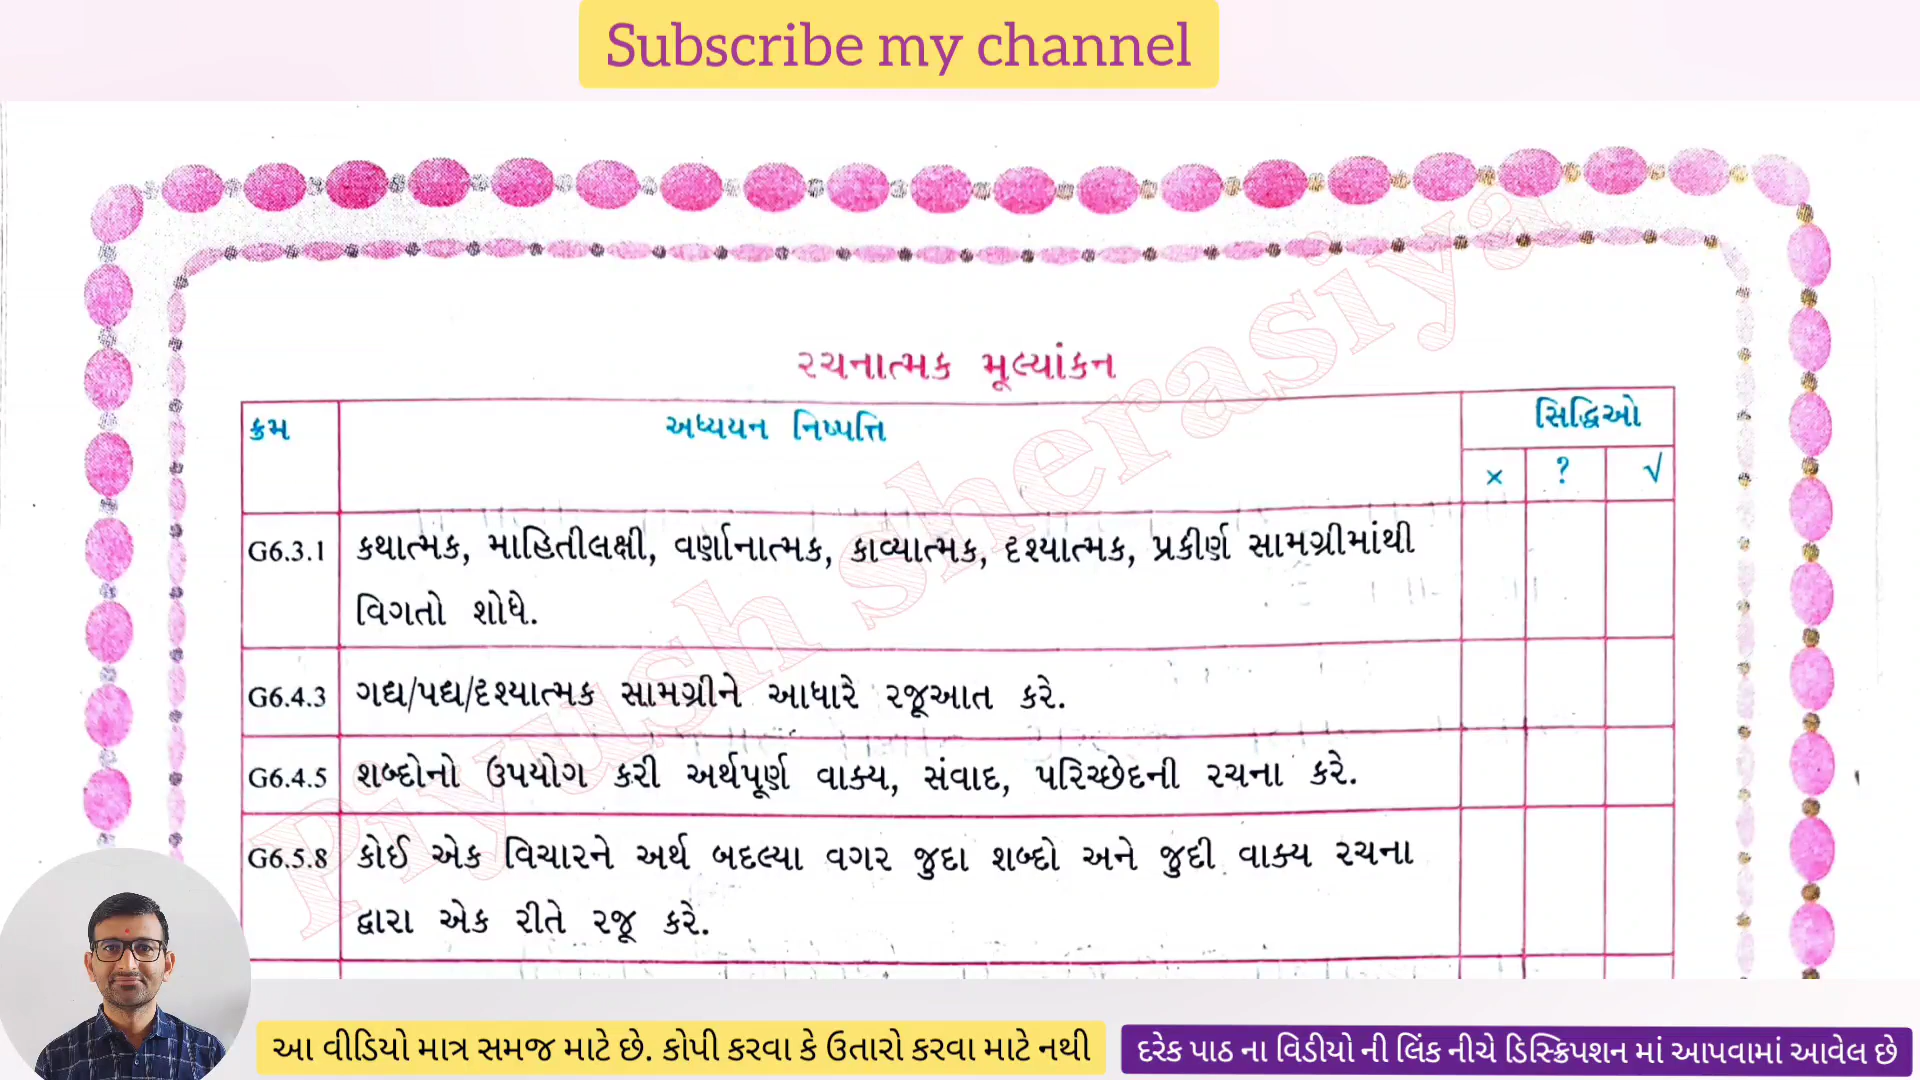 Subscribe my channel
રચનાત્મક મૂલ્યાંકન
ક્રમ અધ્યયન નિષ્પત્તિ સિદ્ધિઓ
× ? √
G6.3.1 કથાત્મક, માહિતીલક્ષી, વર્ણાનાત્મક, કાવ્યાત્મક, દૃશ્યાત્મક, પ્રકીર્ણ સામગ્રીમાંથી
વિગતો શોધે.
G6.4.3 ગદ્ય/પદ્ય/દૃશ્યાત્મક સામગ્રીને આધારે રજૂઆત કરે.
G6.4.5 શબ્દોનો ઉપયોગ કરી અર્થપૂર્ણ વાક્ય, સંવાદ, પરિચ્છેદની રચના કરે.
G6.5.8 કોઈ એક વિચારને અર્થ બદલ્યા વગર જુદા શબ્દો અને જુદી વાક્ય રચના
દ્વારા એક રીતે રજૂ કરે.
Piyush sherasiya
આ વીડિયો માત્ર સમજ માટે છે. કોપી કરવા કે ઉતારો કરવા માટે નથી
દરેક પાઠ ના વિડીયો ની લિંક નીચે ડિસ્ક્રિપશન માં આપવામાં આવેલ છે